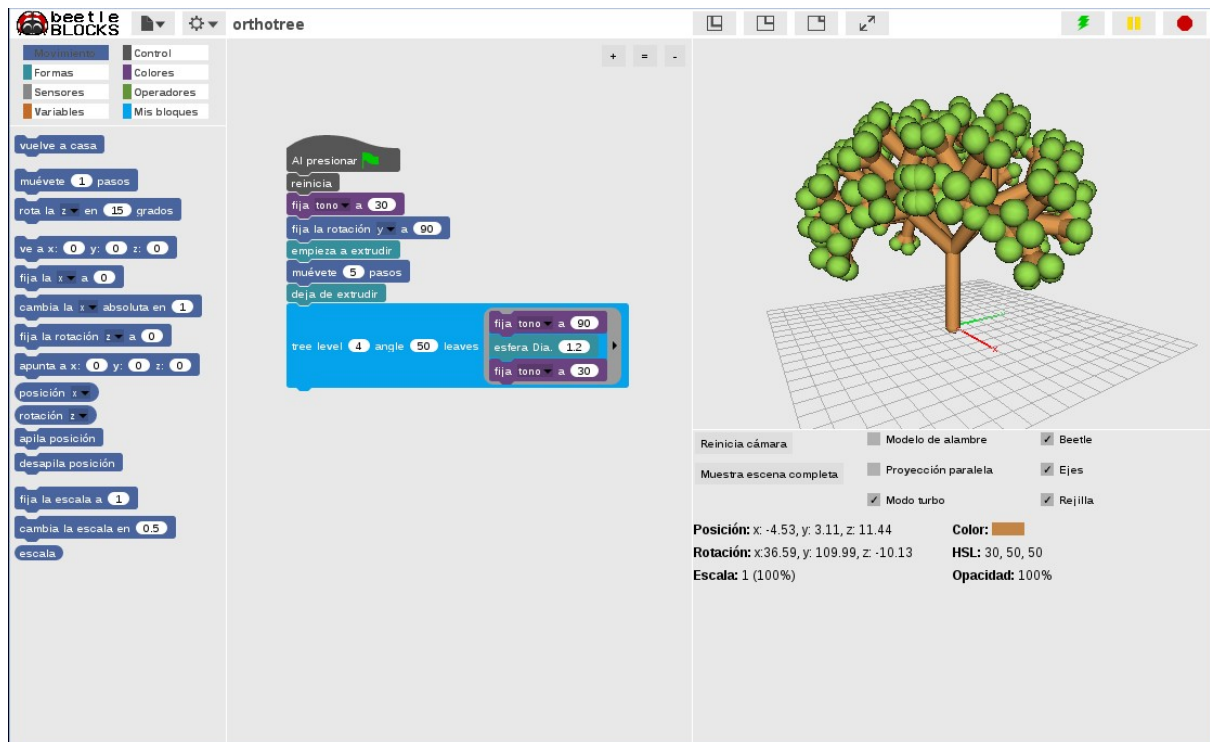 beetle BLOCKS
orthotree
Movimiento Control
Formas Colores
Sensores Operadores
Variables Mis bloques
vuelve a casa
muévete 1 pasos
rota la z en 15 grados
ve a x: 0 y: 0 z: 0
fija la x a 0
cambia la x absoluta en 1
fija la rotación z a 0
apunta a x: 0 y: 0 z: 0
posición x
rotación z
apila posición
desapila posición
fija la escala a 1
cambia la escala en 0.5
escala
+ = -
Al presionar
reinicia
fija tono a 30
fija la rotación y a 90
empieza a extrudir
muévete 5 pasos
deja de extrudir
tree level 4 angle 50 leaves
fija tono a 90
esfera Dia. 1.2
fija tono a 30
x
Reinicia cámara
Modelo de alambre
Beetle
Muestra escena completa
Proyección paralela
Ejes
Modo turbo
Rejilla
Posición: x: -4.53, y: 3.11, z: 11.44
Color:
Rotación: x:36.59, y: 109.99, z: -10.13
HSL: 30, 50, 50
Escala: 1 (100%)
Opacidad: 100%